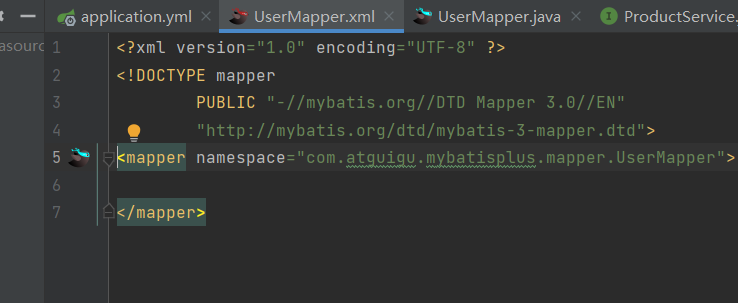 application.yml UserMapper.xml UserMapper.java ProductService.
asourc
1 <?xml version="1.0" encoding="UTF-8" ?>
2 <!DOCTYPE mapper
3 PUBLIC "-//mybatis.org//DTD Mapper 3.0//EN"
4 "http://mybatis.org/dtd/mybatis-3-mapper.dtd">
5 <mapper namespace="com.atguigu.mybatisplus.mapper.UserMapper">
6
7 </mapper>